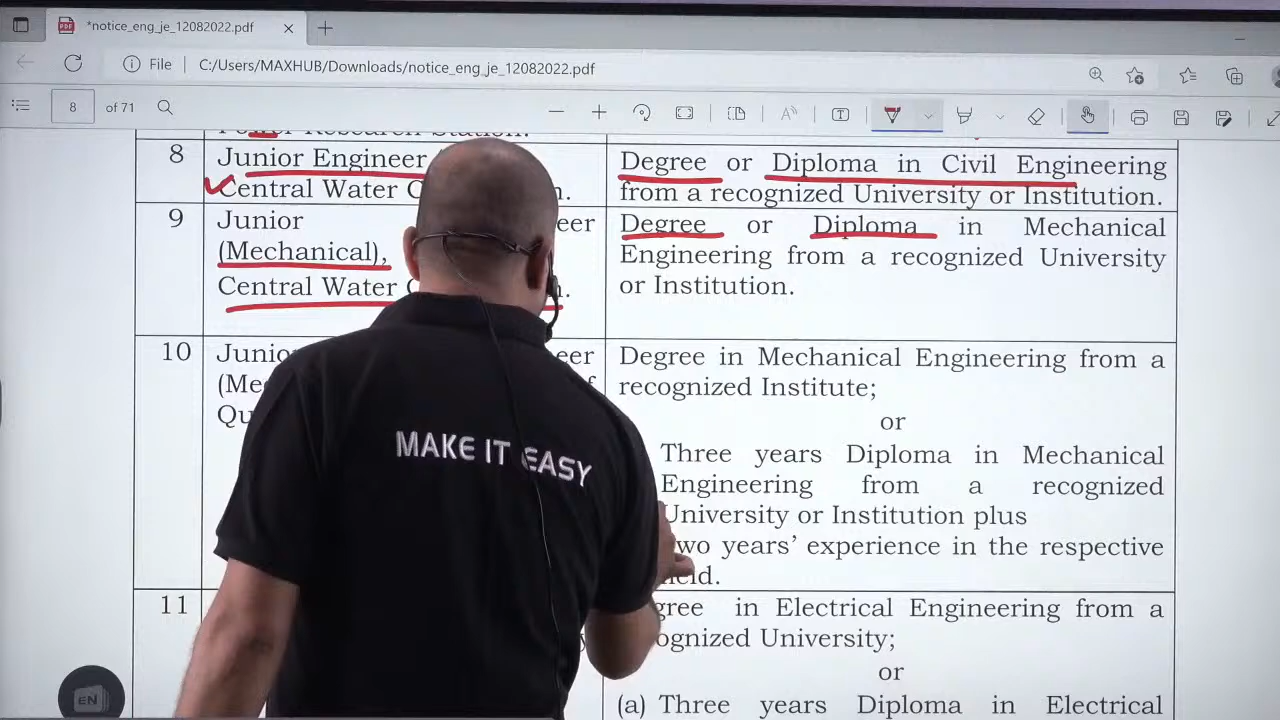 *notice_eng_je_12082022.pdf
File C:/Users/MAXHUB/Downloads/notice_eng_je_12082022.pdf
8 of 71
Power Research Station.
8 Junior Engineer
Central Water
Degree or Diploma in Civil Engineering
from a recognized University or Institution.
9 Junior
(Mechanical),
Central Water
Degree or Diploma in Mechanical
Engineering from a recognized University
or Institution.
10
Degree in Mechanical Engineering from a
recognized Institute;
or
Three years Diploma in Mechanical
Engineering from a recognized
University or Institution plus
years' experience in the respective
11
in Electrical Engineering from a
University;
or
(a) Three years Diploma in Electrical
MAKE IT EASY
EN